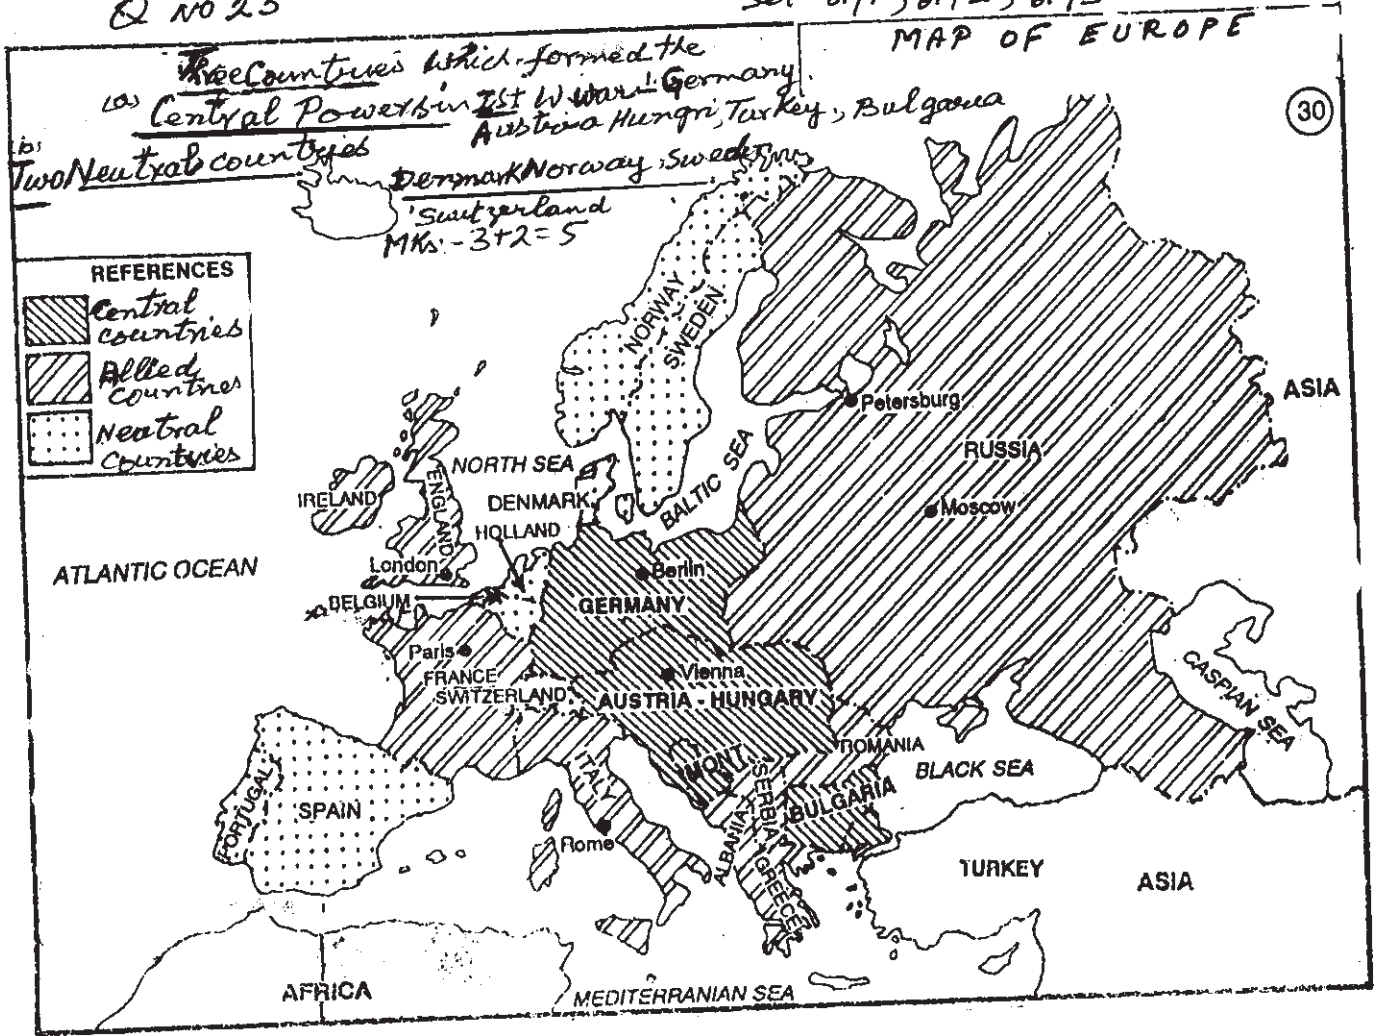 Q NO 23
MAP OF EUROPE
Three Countries which formed the
(a) Central Powers in Ist W war:- Germany
Austria Hungri, Turkey, Bulgaria
(b)
Two Neutral countries
Denmark Norway, Sweden
Switzerland
MKs:- 3+2=5
30
REFERENCES
Central
countries
Allied
countries
Neutral
countries
NORWAY
SWEDEN
Petersburg
ASIA
RUSSIA
Moscow
NORTH SEA
BALTIC SEA
DENMARK
HOLLAND
IRELAND
ENGLAND
London
ATLANTIC OCEAN
BELGIUM
Berlin
GERMANY
Paris
FRANCE
SWITZERLAND
Vienna
AUSTRIA - HUNGARY
CASPIAN SEA
ROMANIA
BLACK SEA
MONT
SERBIA
BULGARIA
ITALY
ALBANIA
GREECE
Rome
PORTUGAL
SPAIN
TURKEY
ASIA
AFRICA
MEDITERRANIAN SEA